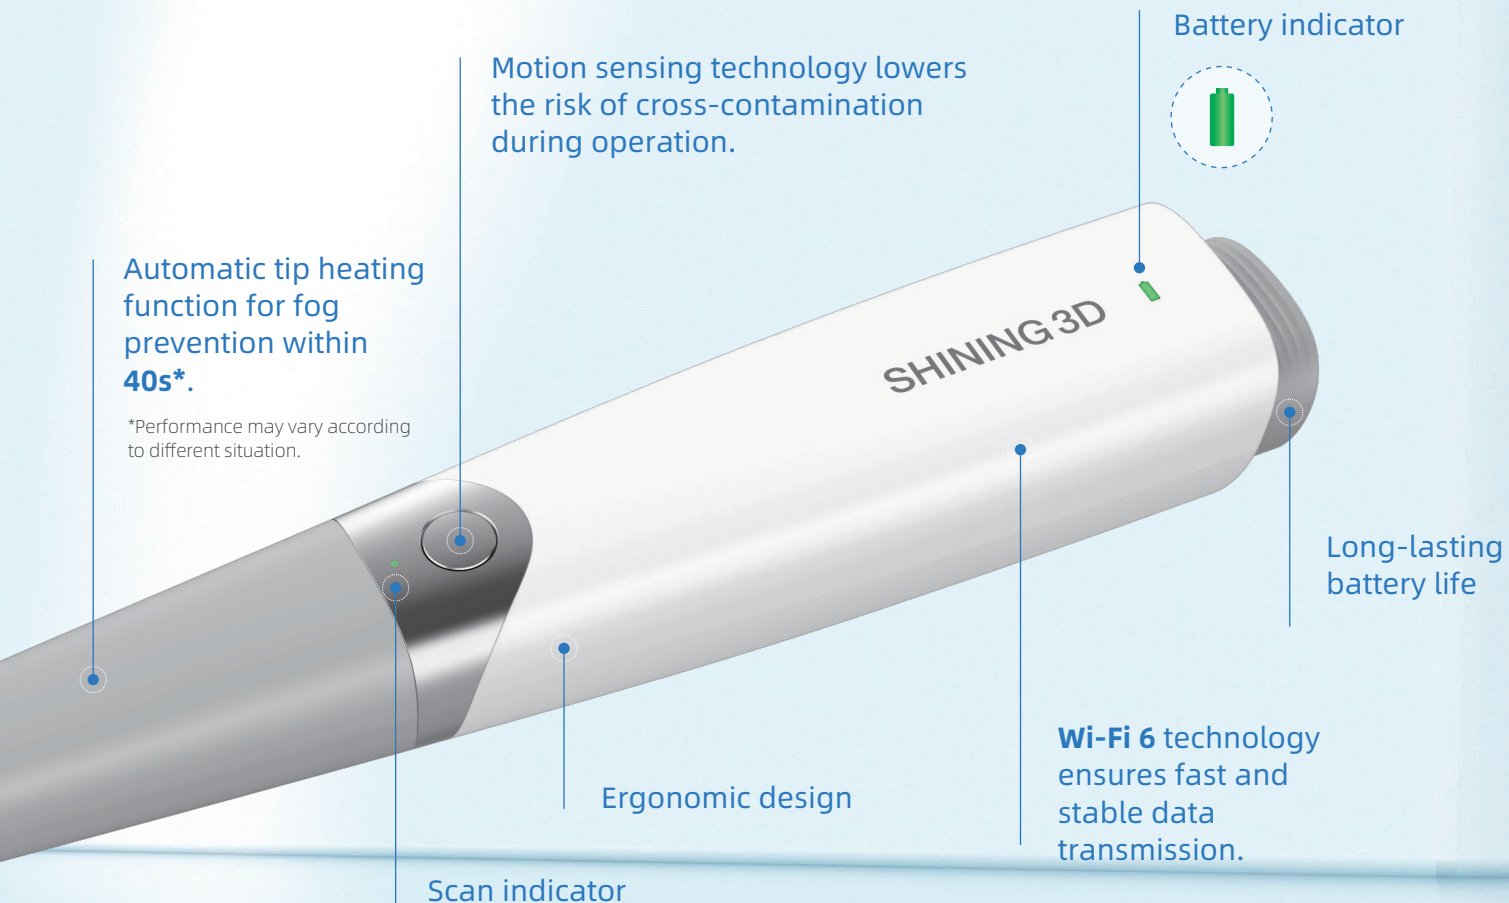 Battery indicator
Motion sensing technology lowers
the risk of cross-contamination
during operation.
Automatic tip heating
function for fog
prevention within
40s*.
*Performance may vary according
to different situation.
SHINING 3D
Long-lasting
battery life
Wi-Fi 6 technology
ensures fast and
stable data
transmission.
Ergonomic design
Scan indicator